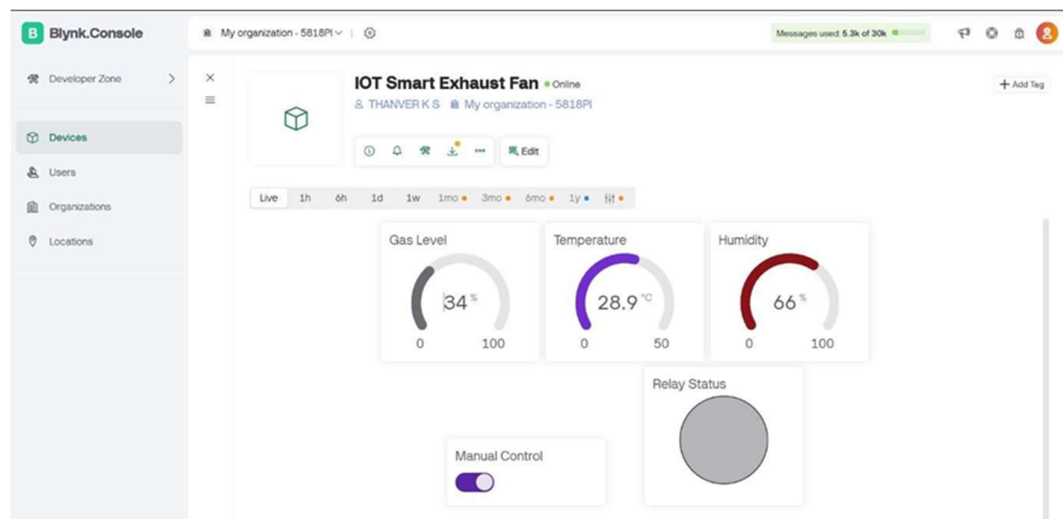 B Blynk.Console
My organization - 5818PI
Messages used: 5.3k of 30k
Developer Zone
Devices
Users
Organizations
Locations
IOT Smart Exhaust Fan Online
THANVER K S My organization - 5818PI
Add Tag
Edit
Live 1h 6h 1d 1w 1mo 3mo 6mo 1y
Gas Level
34 %
0 100
Temperature
28.9 °C
0 50
Humidity
66 %
0 100
Relay Status
Manual Control